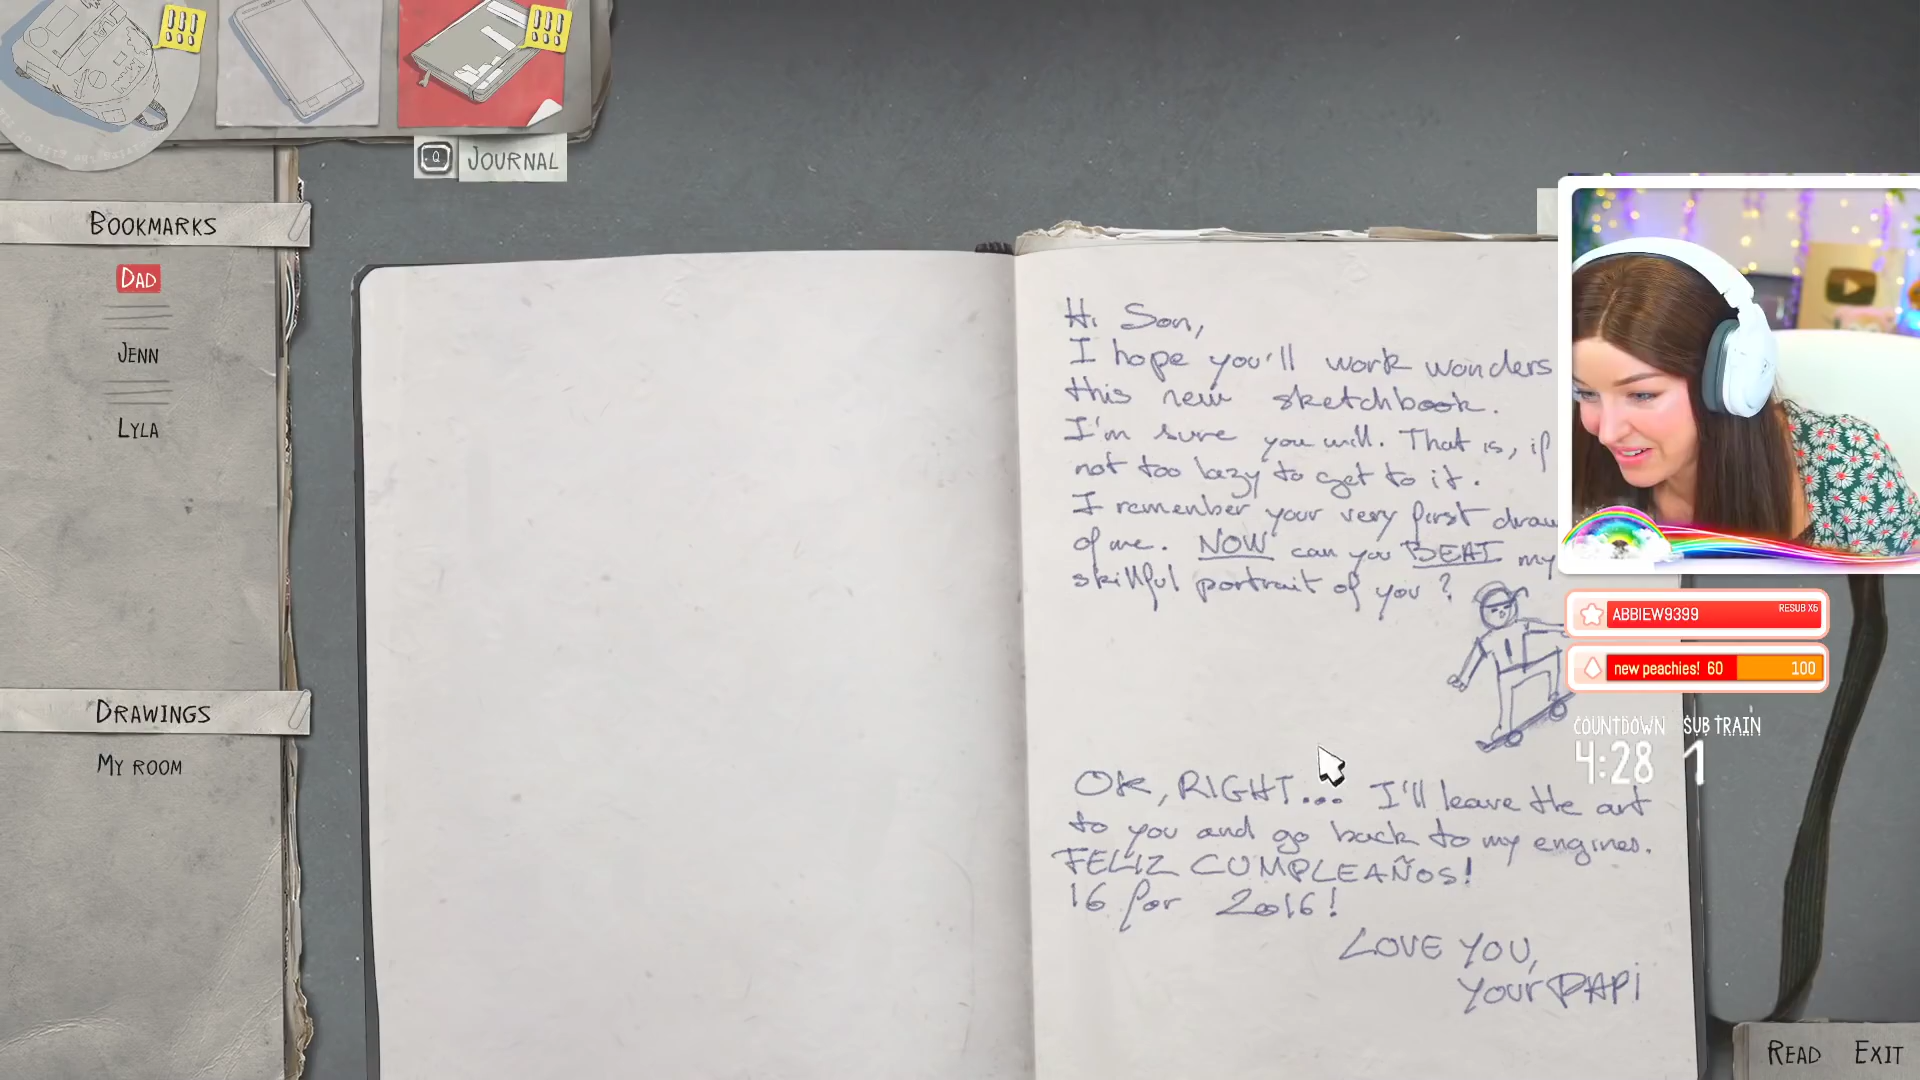 Q
JOURNAL
BOOKMARKS
DAD
JENN
LYLA
DRAWINGS
MY ROOM
Hi Son,
I hope you'll work wonders
this new sketchbook.
I'm sure you will. That is, if
not too lazy to get to it.
I remember your very first draw
of me. NOW can you BEAT my
skillful portrait of you?
OK, RIGHT... I'll leave the art
to you and go back to my engines.
FELIZ CUMPLEAÑOS!
16 for 2016!
LOVE YOU,
Your PAPI
ABBIEW9399 RESUB X5
new peachies! 60 100
COUNTDOWN SUB TRAIN
4:28 1
READ EXIT